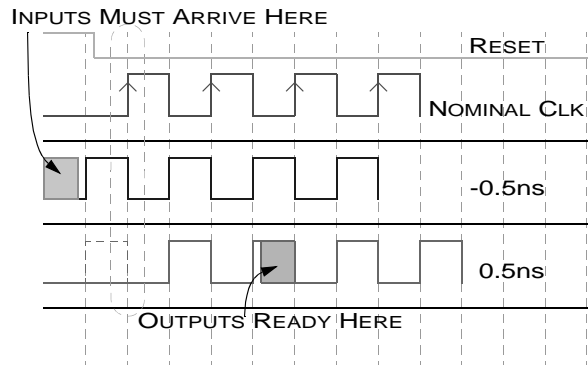 INPUTS MUST ARRIVE HERE
RESET
NOMINAL CLK
-0.5ns
0.5ns
OUTPUTS READY HERE